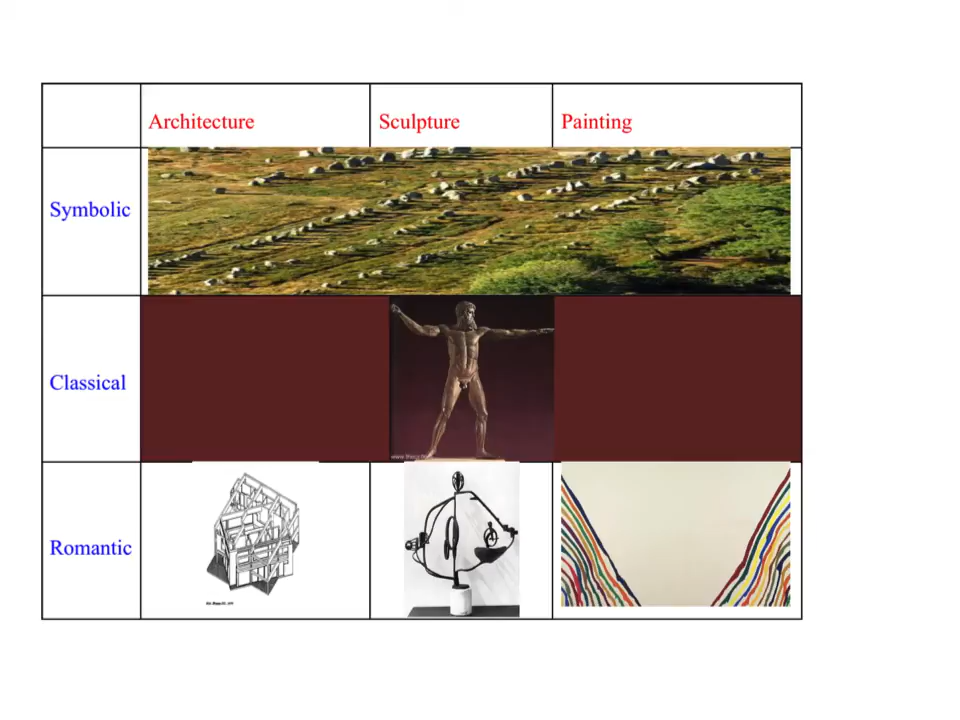 Architecture
Sculpture
Painting
Symbolic
Classical
Romantic